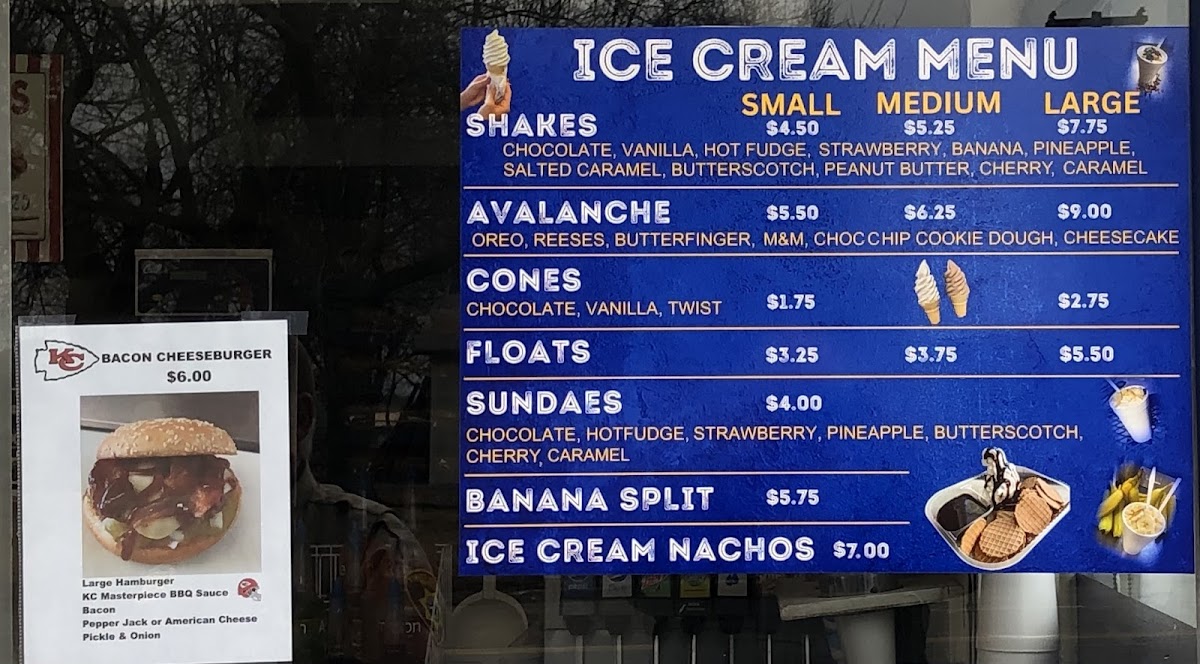 ICE CREAM MENU
SMALL MEDIUM LARGE
SHAKES $4.50 $5.25 $7.75
CHOCOLATE, VANILLA, HOT FUDGE, STRAWBERRY, BANANA, PINEAPPLE,
SALTED CARAMEL, BUTTERSCOTCH, PEANUT BUTTER, CHERRY, CARAMEL
AVALANCHE $5.50 $6.25 $9.00
OREO, REESES, BUTTERFINGER, M&M, CHOC CHIP COOKIE DOUGH, CHEESECAKE
CONES
CHOCOLATE, VANILLA, TWIST $1.75 $2.75
FLOATS $3.25 $3.75 $5.50
SUNDAES $4.00
CHOCOLATE, HOTFUDGE, STRAWBERRY, PINEAPPLE, BUTTERSCOTCH,
CHERRY, CARAMEL
BANANA SPLIT $5.75
ICE CREAM NACHOS $7.00
KC BACON CHEESEBURGER
$6.00
Large Hamburger
KC Masterpiece BBQ Sauce
Bacon
Pepper Jack or American Cheese
Pickle & Onion